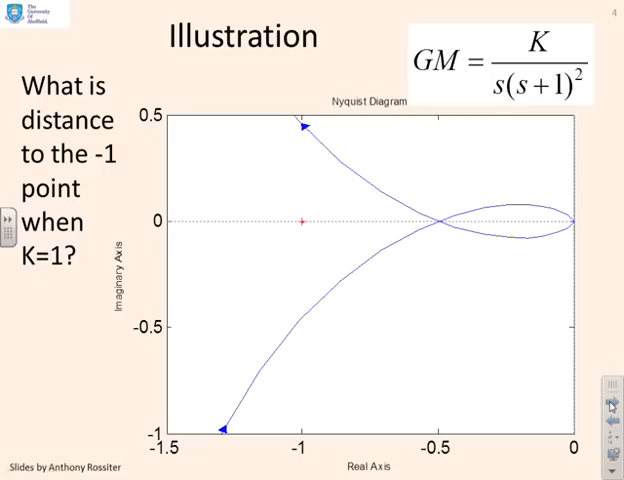 The
University
Of
Sheffield.
4
Illustration
GM = K / s(s+1)²
What is
distance
to the -1
point
when
K=1?
Nyquist Diagram
0.5
0
-0.5
-1
Imaginary Axis
-1.5 -1 -0.5 0
Real Axis
Slides by Anthony Rossiter